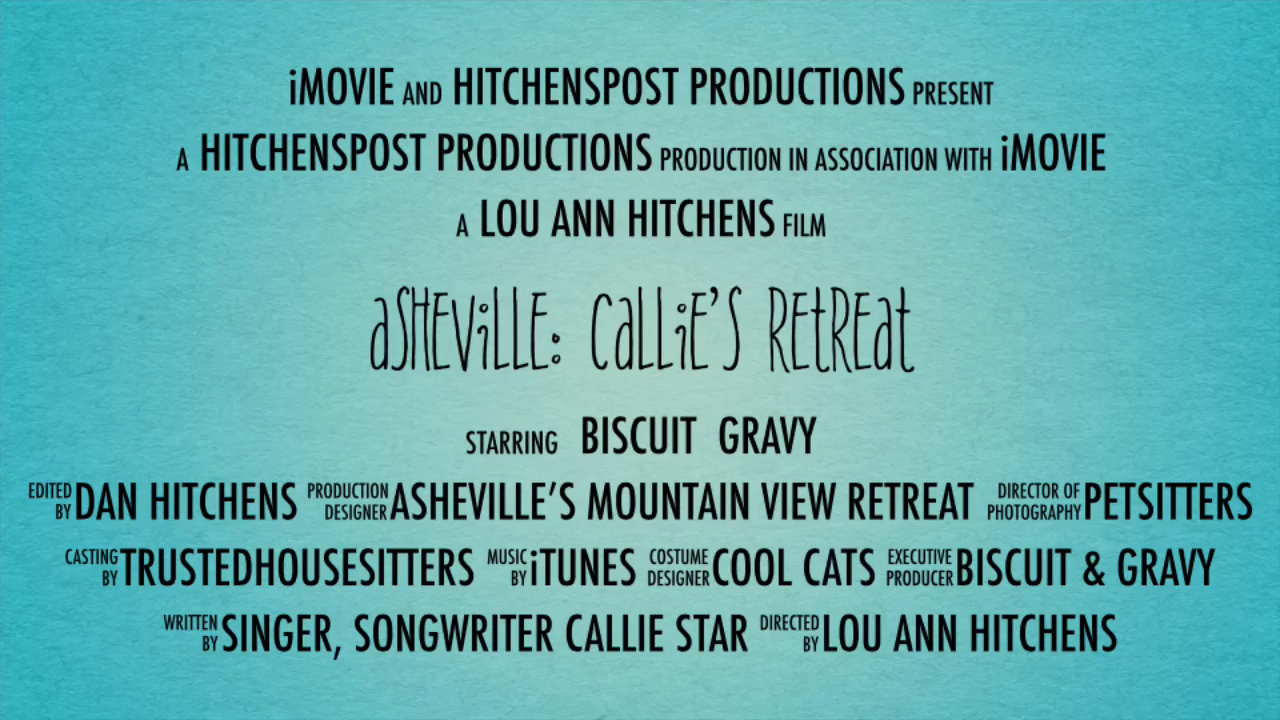 iMOVIE AND HITCHENSPOST PRODUCTIONS PRESENT
A HITCHENSPOST PRODUCTIONS PRODUCTION IN ASSOCIATION WITH iMOVIE
A LOU ANN HITCHENS FILM
aSHEViLLE: CaLLiE'S REtREat
STARRING BISCUIT GRAVY
EDITED BY DAN HITCHENS PRODUCTION DESIGNER ASHEVILLE'S MOUNTAIN VIEW RETREAT DIRECTOR OF PHOTOGRAPHY PETSITTERS
CASTING BY TRUSTEDHOUSESITTERS MUSIC BY iTUNES COSTUME DESIGNER COOL CATS EXECUTIVE PRODUCER BISCUIT & GRAVY
WRITTEN BY SINGER, SONGWRITER CALLIE STAR DIRECTED BY LOU ANN HITCHENS